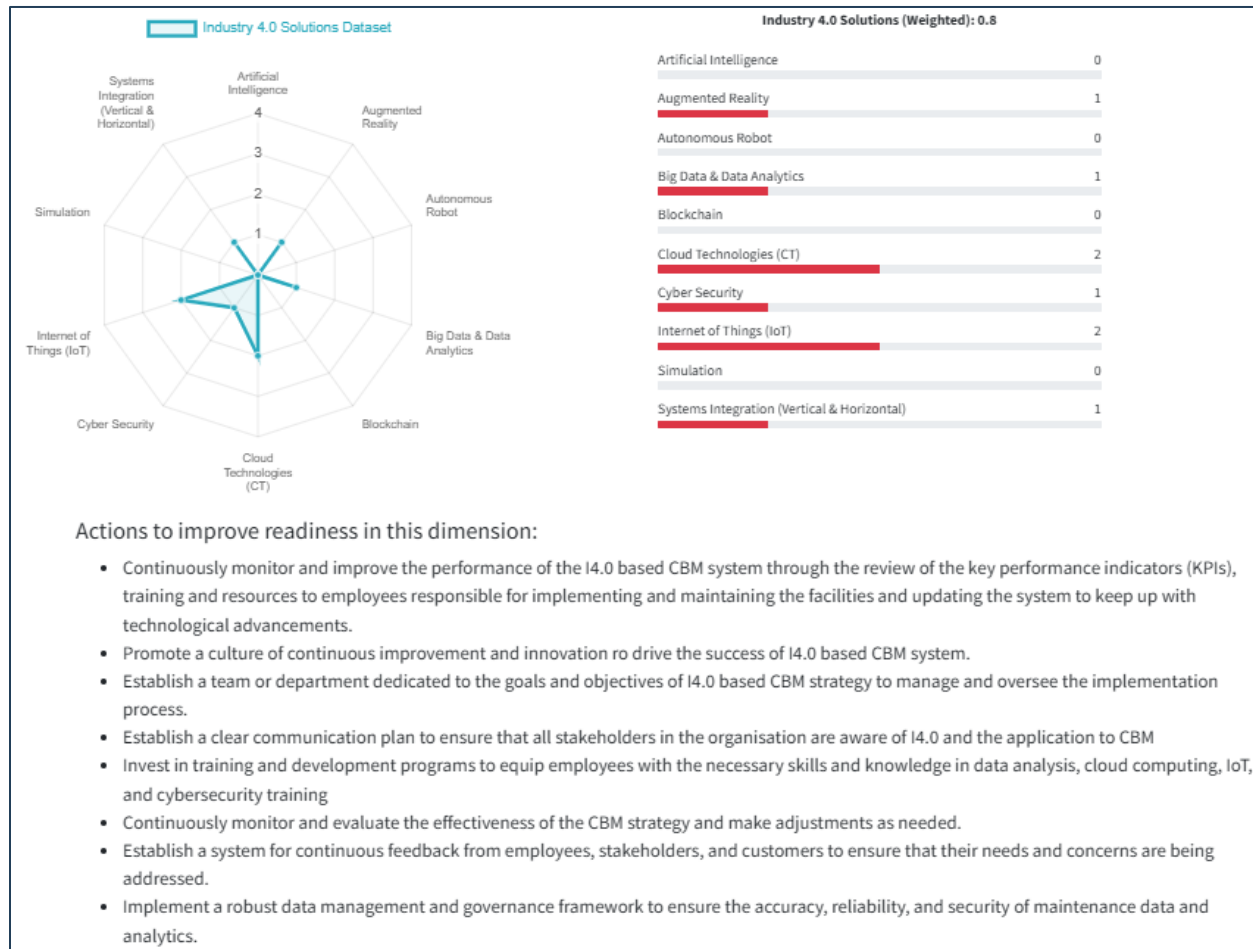 Industry 4.0 Solutions Dataset
Artificial
Intelligence
Augmented
Reality
Autonomous
Robot
Big Data & Data
Analytics
Blockchain
Cloud
Technologies
(CT)
Cyber Security
Internet of
Things (IoT)
Simulation
Systems
Integration
(Vertical &
Horizontal)
4
3
2
1
Industry 4.0 Solutions (Weighted): 0.8
Artificial Intelligence 0
Augmented Reality 1
Autonomous Robot 0
Big Data & Data Analytics 1
Blockchain 0
Cloud Technologies (CT) 2
Cyber Security 1
Internet of Things (IoT) 2
Simulation 0
Systems Integration (Vertical & Horizontal) 1
Actions to improve readiness in this dimension:
• Continuously monitor and improve the performance of the I4.0 based CBM system through the review of the key performance indicators (KPIs),
training and resources to employees responsible for implementing and maintaining the facilities and updating the system to keep up with
technological advancements.
• Promote a culture of continuous improvement and innovation ro drive the success of I4.0 based CBM system.
• Establish a team or department dedicated to the goals and objectives of I4.0 based CBM strategy to manage and oversee the implementation
process.
• Establish a clear communication plan to ensure that all stakeholders in the organisation are aware of I4.0 and the application to CBM
• Invest in training and development programs to equip employees with the necessary skills and knowledge in data analysis, cloud computing, IoT,
and cybersecurity training
• Continuously monitor and evaluate the effectiveness of the CBM strategy and make adjustments as needed.
• Establish a system for continuous feedback from employees, stakeholders, and customers to ensure that their needs and concerns are being
addressed.
• Implement a robust data management and governance framework to ensure the accuracy, reliability, and security of maintenance data and
analytics.